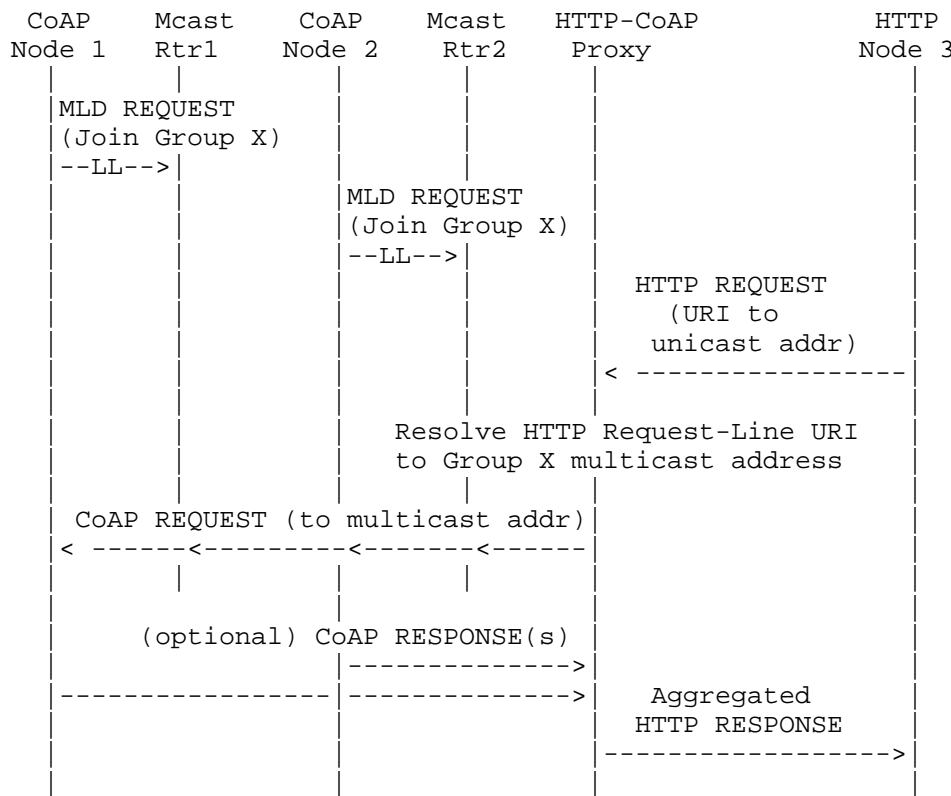 CoAP Mcast CoAP Mcast HTTP-CoAP HTTP
Node 1 Rtr1 Node 2 Rtr2 Proxy Node 3
MLD REQUEST
(Join Group X)
--LL-->
MLD REQUEST
(Join Group X)
--LL-->
HTTP REQUEST
(URI to
unicast addr)
< -----------------
Resolve HTTP Request-Line URI
to Group X multicast address
CoAP REQUEST (to multicast addr)
< ------<---------<-------<------
(optional) CoAP RESPONSE(s)
-------------->
-----------------|--------------> Aggregated
HTTP RESPONSE
------------------>